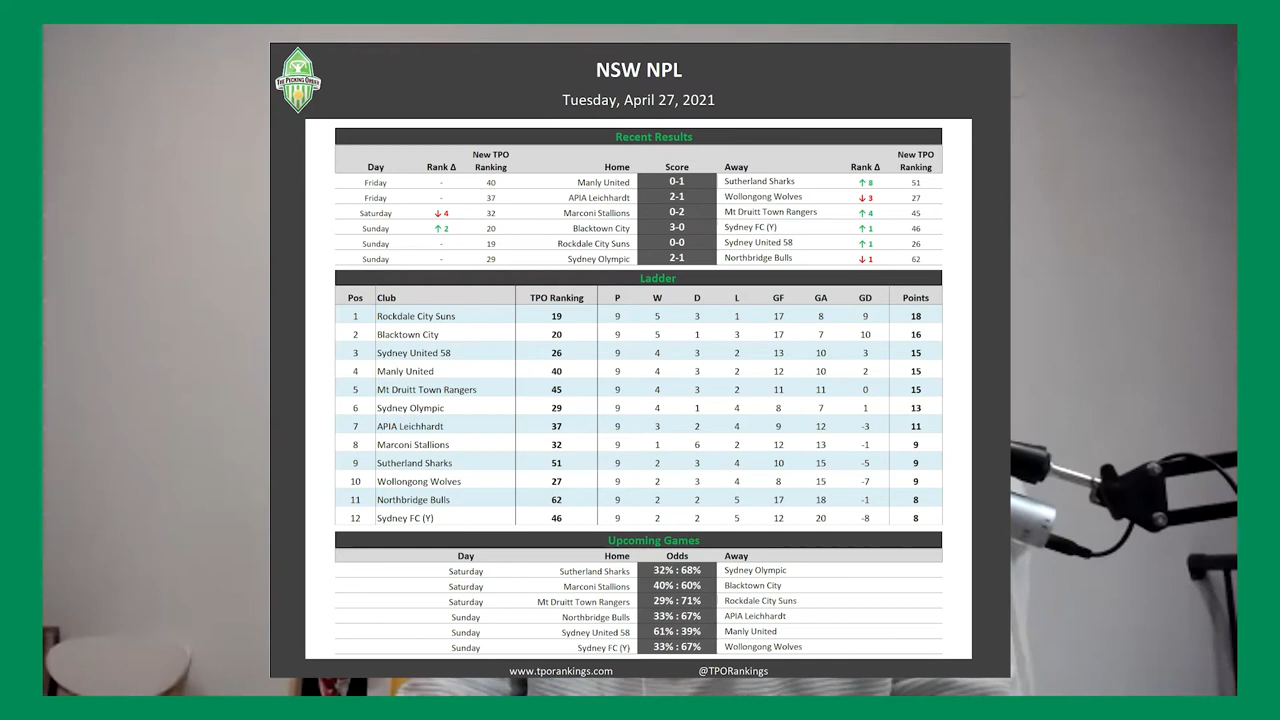 THE PECKING ORDER
NSW NPL
Tuesday, April 27, 2021
Recent Results
Day Rank Δ New TPO Ranking Home Score Away Rank Δ New TPO Ranking
Friday - 40 Manly United 0-1 Sutherland Sharks ↑ 8 51
Friday - 37 APIA Leichhardt 2-1 Wollongong Wolves ↓ 3 27
Saturday ↓ 4 32 Marconi Stallions 0-2 Mt Druitt Town Rangers ↑ 4 45
Sunday ↑ 2 20 Blacktown City 3-0 Sydney FC (Y) ↑ 1 46
Sunday - 19 Rockdale City Suns 0-0 Sydney United 58 ↑ 1 26
Sunday - 29 Sydney Olympic 2-1 Northbridge Bulls ↓ 1 62
Ladder
Pos Club TPO Ranking P W D L GF GA GD Points
1 Rockdale City Suns 19 9 5 3 1 17 8 9 18
2 Blacktown City 20 9 5 1 3 17 7 10 16
3 Sydney United 58 26 9 4 3 2 13 10 3 15
4 Manly United 40 9 4 3 2 12 10 2 15
5 Mt Druitt Town Rangers 45 9 4 3 2 11 11 0 15
6 Sydney Olympic 29 9 4 1 4 8 7 1 13
7 APIA Leichhardt 37 9 3 2 4 9 12 -3 11
8 Marconi Stallions 32 9 1 6 2 12 13 -1 9
9 Sutherland Sharks 51 9 2 3 4 10 15 -5 9
10 Wollongong Wolves 27 9 2 3 4 8 15 -7 9
11 Northbridge Bulls 62 9 2 2 5 17 18 -1 8
12 Sydney FC (Y) 46 9 2 2 5 12 20 -8 8
Upcoming Games
Day Home Odds Away
Saturday Sutherland Sharks 32% : 68% Sydney Olympic
Saturday Marconi Stallions 40% : 60% Blacktown City
Saturday Mt Druitt Town Rangers 29% : 71% Rockdale City Suns
Sunday Northbridge Bulls 33% : 67% APIA Leichhardt
Sunday Sydney United 58 61% : 39% Manly United
Sunday Sydney FC (Y) 33% : 67% Wollongong Wolves
www.tporankings.com @TPORankings